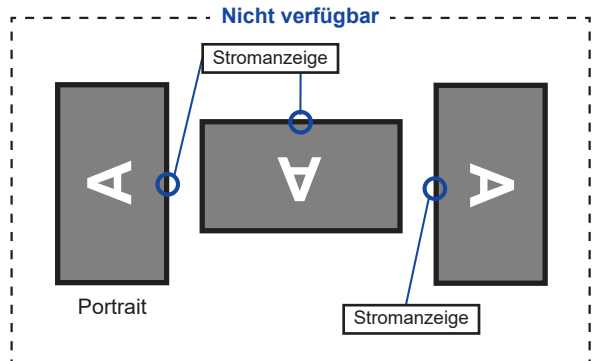 Nicht verfügbar
Stromanzeige
A
A
A
Portrait
Stromanzeige